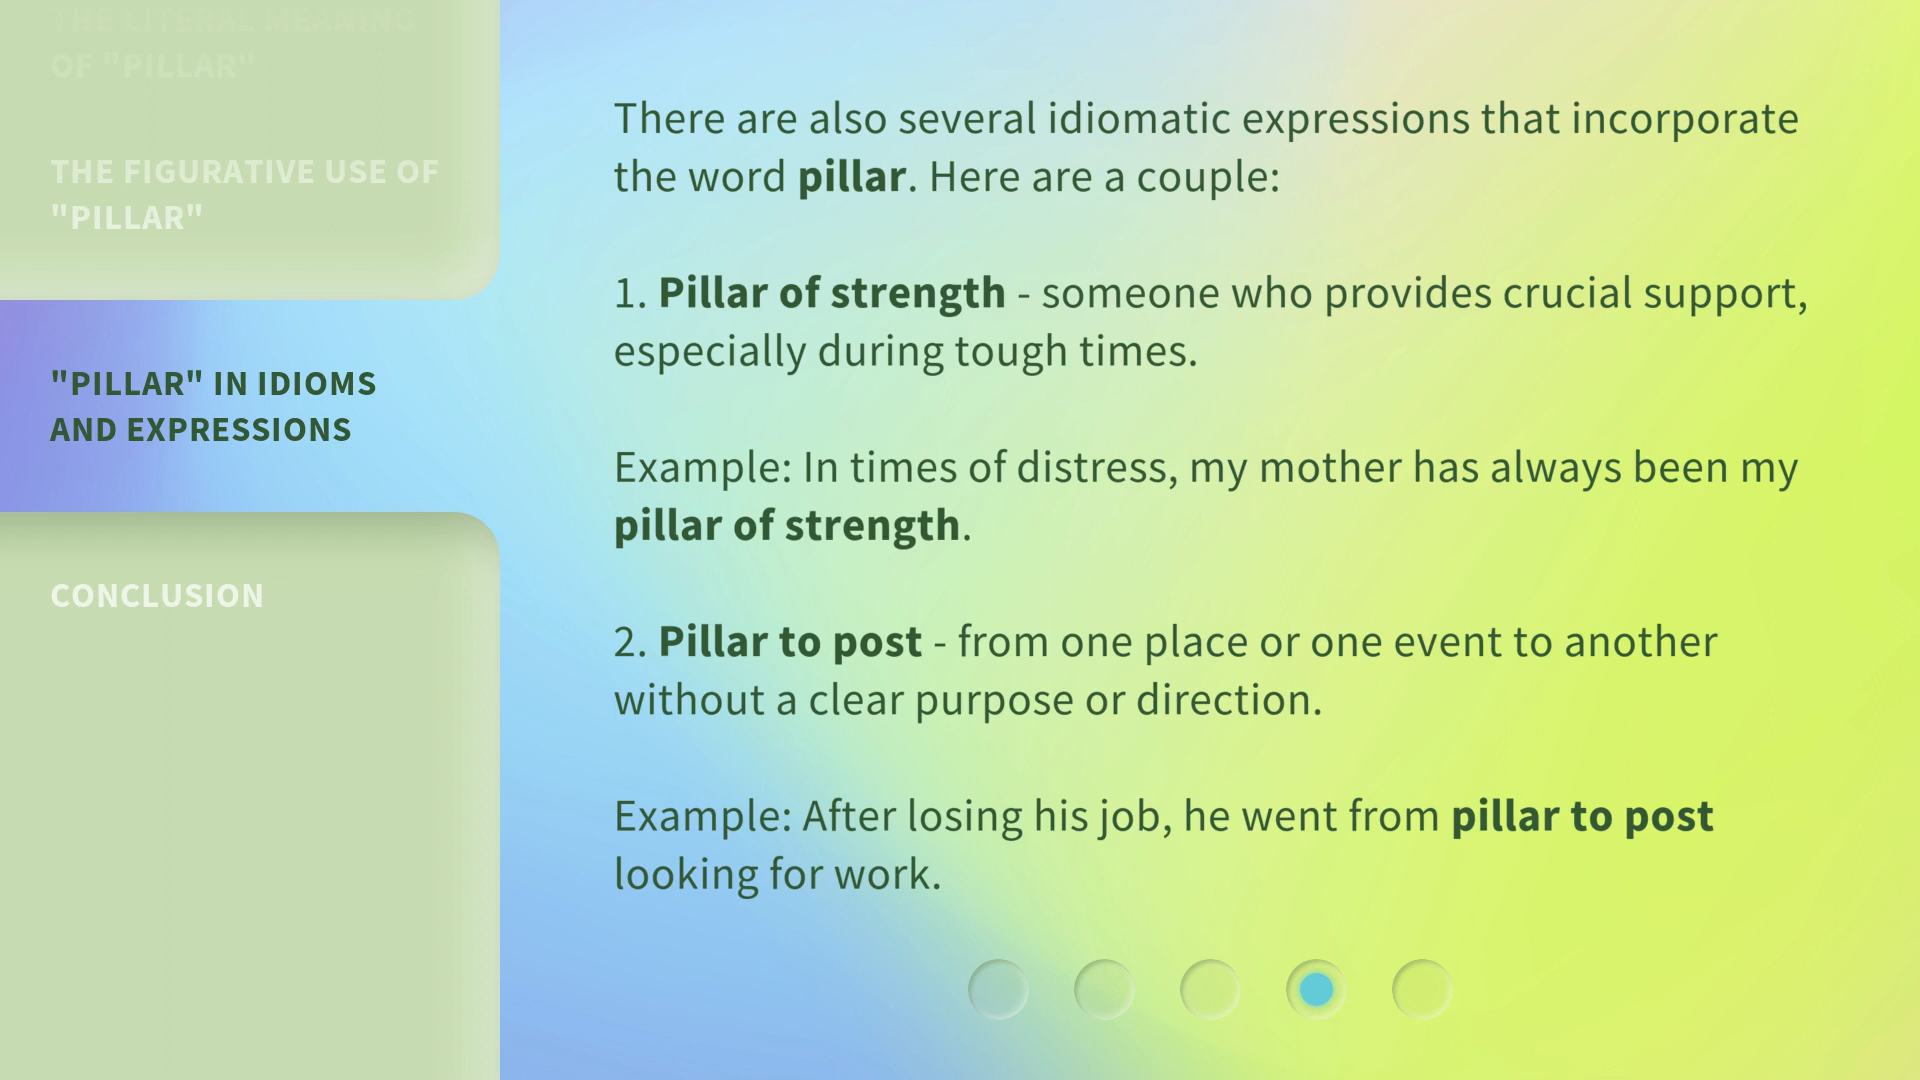 THE LITERAL MEANING
OF "PILLAR"
THE FIGURATIVE USE OF
"PILLAR"
"PILLAR" IN IDIOMS
AND EXPRESSIONS
CONCLUSION
There are also several idiomatic expressions that incorporate
the word pillar. Here are a couple:
1. Pillar of strength - someone who provides crucial support,
especially during tough times.
Example: In times of distress, my mother has always been my
pillar of strength.
2. Pillar to post - from one place or one event to another
without a clear purpose or direction.
Example: After losing his job, he went from pillar to post
looking for work.